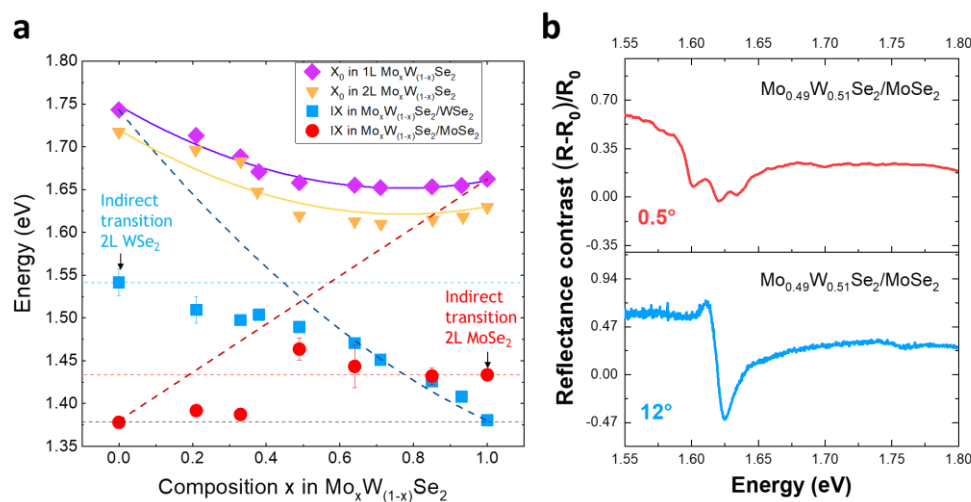 a
1.80
1.75
1.70
1.65
1.60
1.55
1.50
1.45
1.40
1.35
Energy (eV)
X₀ in 1L MoₓW₍₁₋ₓ₎Se₂
X₀ in 2L MoₓW₍₁₋ₓ₎Se₂
IX in MoₓW₍₁₋ₓ₎Se₂/WSe₂
IX in MoₓW₍₁₋ₓ₎Se₂/MoSe₂
Indirect
transition
2L WSe₂
Indirect
transition
2L MoSe₂
0.0 0.2 0.4 0.6 0.8 1.0
Composition x in MoₓW₍₁₋ₓ₎Se₂
b
1.55 1.60 1.65 1.70 1.75 1.80
Reflectance contrast (R-R₀)/R₀
0.70
0.35
0.00
-0.35
Mo₀.₄₉W₀.₅₁Se₂/MoSe₂
0.5°
0.94
0.47
0.00
-0.47
Mo₀.₄₉W₀.₅₁Se₂/MoSe₂
12°
1.55 1.60 1.65 1.70 1.75 1.80
Energy (eV)